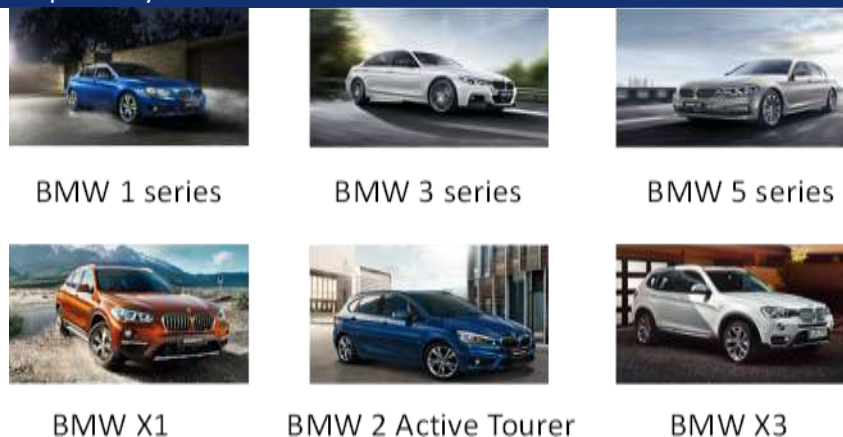 BMW 1 series
BMW 3 series
BMW 5 series
BMW X1
BMW 2 Active Tourer
BMW X3